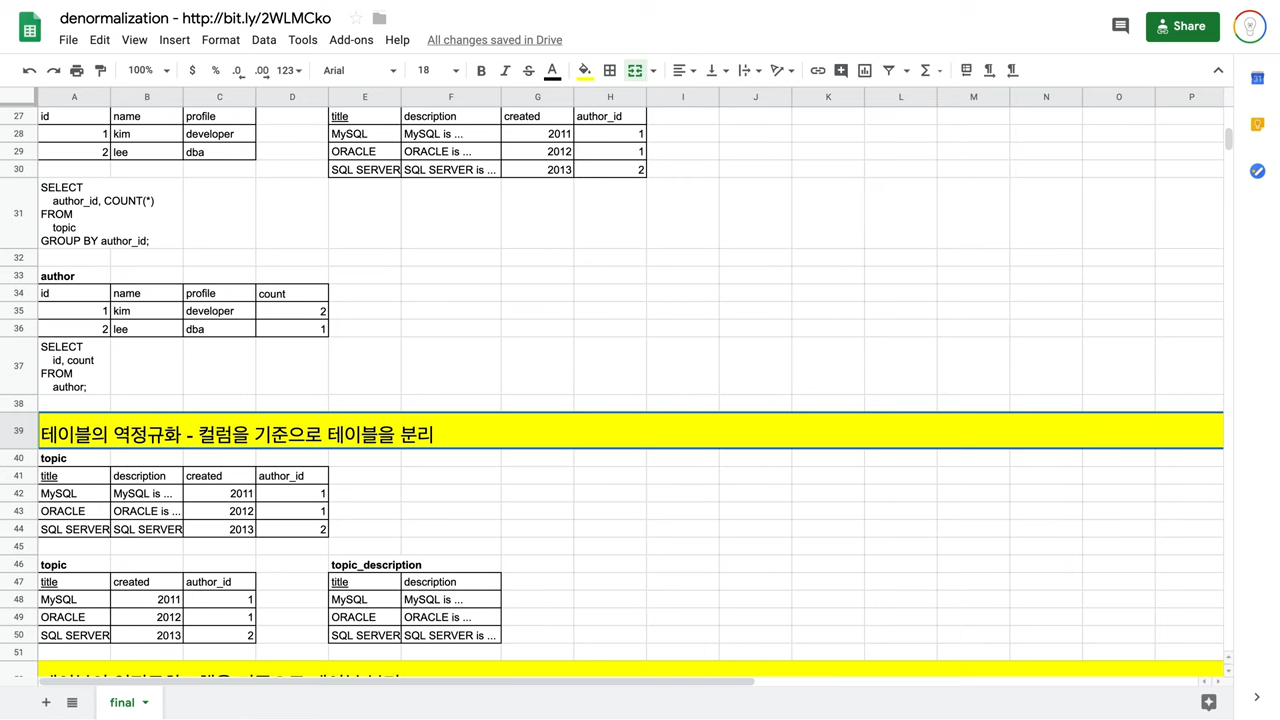 denormalization - http://bit.ly/2WLMCko
File Edit View Insert Format Data Tools Add-ons Help All changes saved in Drive
Share
100% $ % .0 .00 123 Arial 18 B I S A
A B C D E F G H I J K L M N O P
27 id name profile title description created author_id
28 1 kim developer MySQL MySQL is ... 2011 1
29 2 lee dba ORACLE ORACLE is ... 2012 1
30 SQL SERVER SQL SERVER is ... 2013 2
31
SELECT
author_id, COUNT(*)
FROM
topic
GROUP BY author_id;
32
33 author
34 id name profile count
35 1 kim developer 2
36 2 lee dba 1
37
SELECT
id, count
FROM
author;
38
39 테이블의 역정규화 - 컬럼을 기준으로 테이블을 분리
40 topic
41 title description created author_id
42 MySQL MySQL is ... 2011 1
43 ORACLE ORACLE is ... 2012 1
44 SQL SERVER SQL SERVER 2013 2
45
46 topic topic_description
47 title created author_id title description
48 MySQL 2011 1 MySQL MySQL is ...
49 ORACLE 2012 1 ORACLE ORACLE is ...
50 SQL SERVER 2013 2 SQL SERVER SQL SERVER is ...
51
final